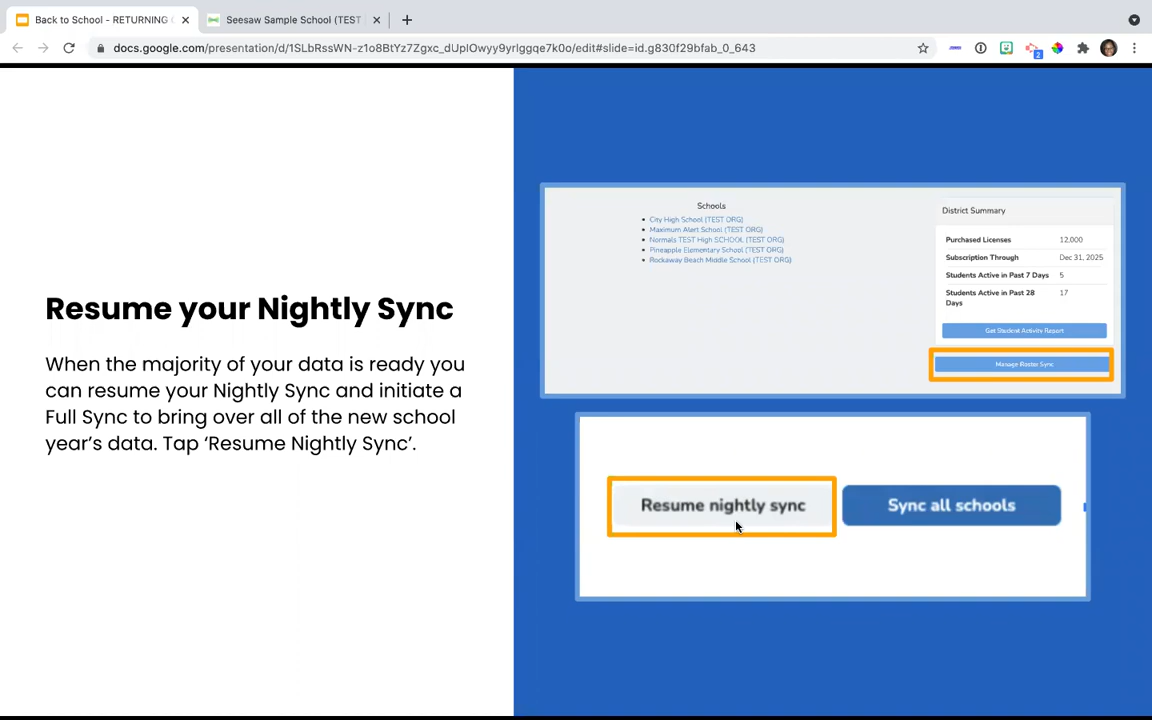 Back to School - RETURNING
Seesaw Sample School (TEST
docs.google.com/presentation/d/1SLbRssWN-z1o8BtYz7Zgxc_dUplOwyy9yrlggqe7k0o/edit#slide=id.g830f29bfab_0_643
2
Resume your Nightly Sync
When the majority of your data is ready you
can resume your Nightly Sync and initiate a
Full Sync to bring over all of the new school
year’s data. Tap ‘Resume Nightly Sync’.
Schools
City High School (TEST ORG)
Maximum Alert School (TEST ORG)
Normals TEST High SCHOOL (TEST ORG)
Pineapple Elementary School (TEST ORG)
Rockaway Beach Middle School (TEST ORG)
District Summary
Purchased Licenses 12,000
Subscription Through Dec 31, 2025
Students Active in Past 7 Days 5
Students Active in Past 28 17
Days
Get Student Activity Report
Manage Roster Sync
Resume nightly sync
Sync all schools